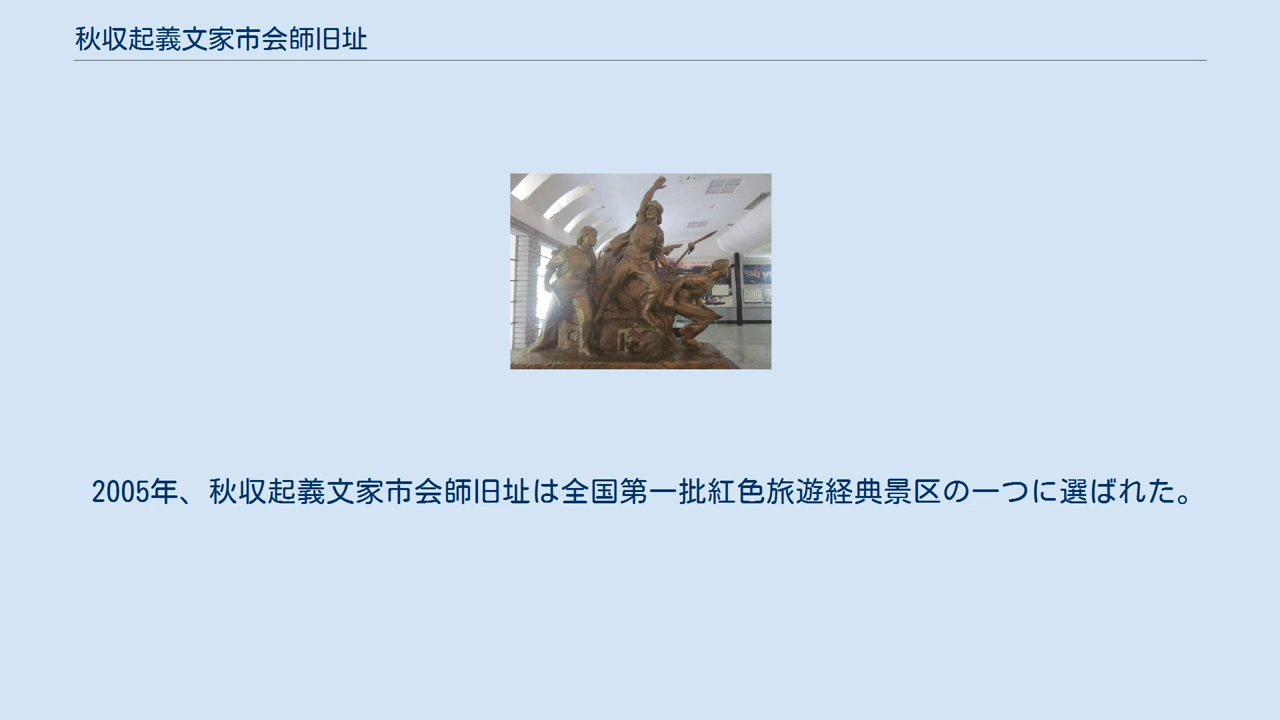 秋収起義文家市会師旧址
2005年、秋収起義文家市会師旧址は全国第一批紅色旅遊経典景区の一つに選ばれた。